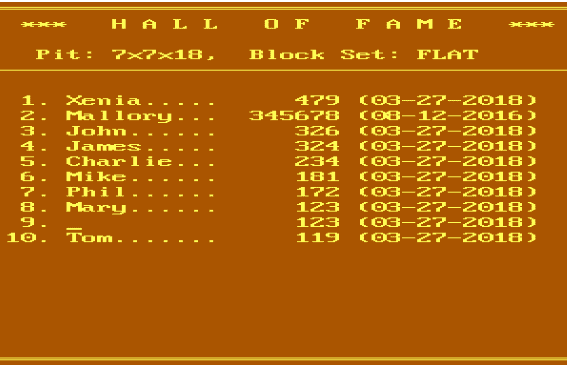 *** H A L L   O F   F A M E ***
Pit: 7x7x18, Block Set: FLAT
1. Xenia..... 479 (03-27-2018)
2. Mallory... 345678 (08-12-2016)
3. John...... 326 (03-27-2018)
4. James..... 324 (03-27-2018)
5. Charlie... 234 (03-27-2018)
6. Mike...... 181 (03-27-2018)
7. Phil...... 172 (03-27-2018)
8. Mary...... 123 (03-27-2018)
9. _ 123 (03-27-2018)
10. Tom....... 119 (03-27-2018)